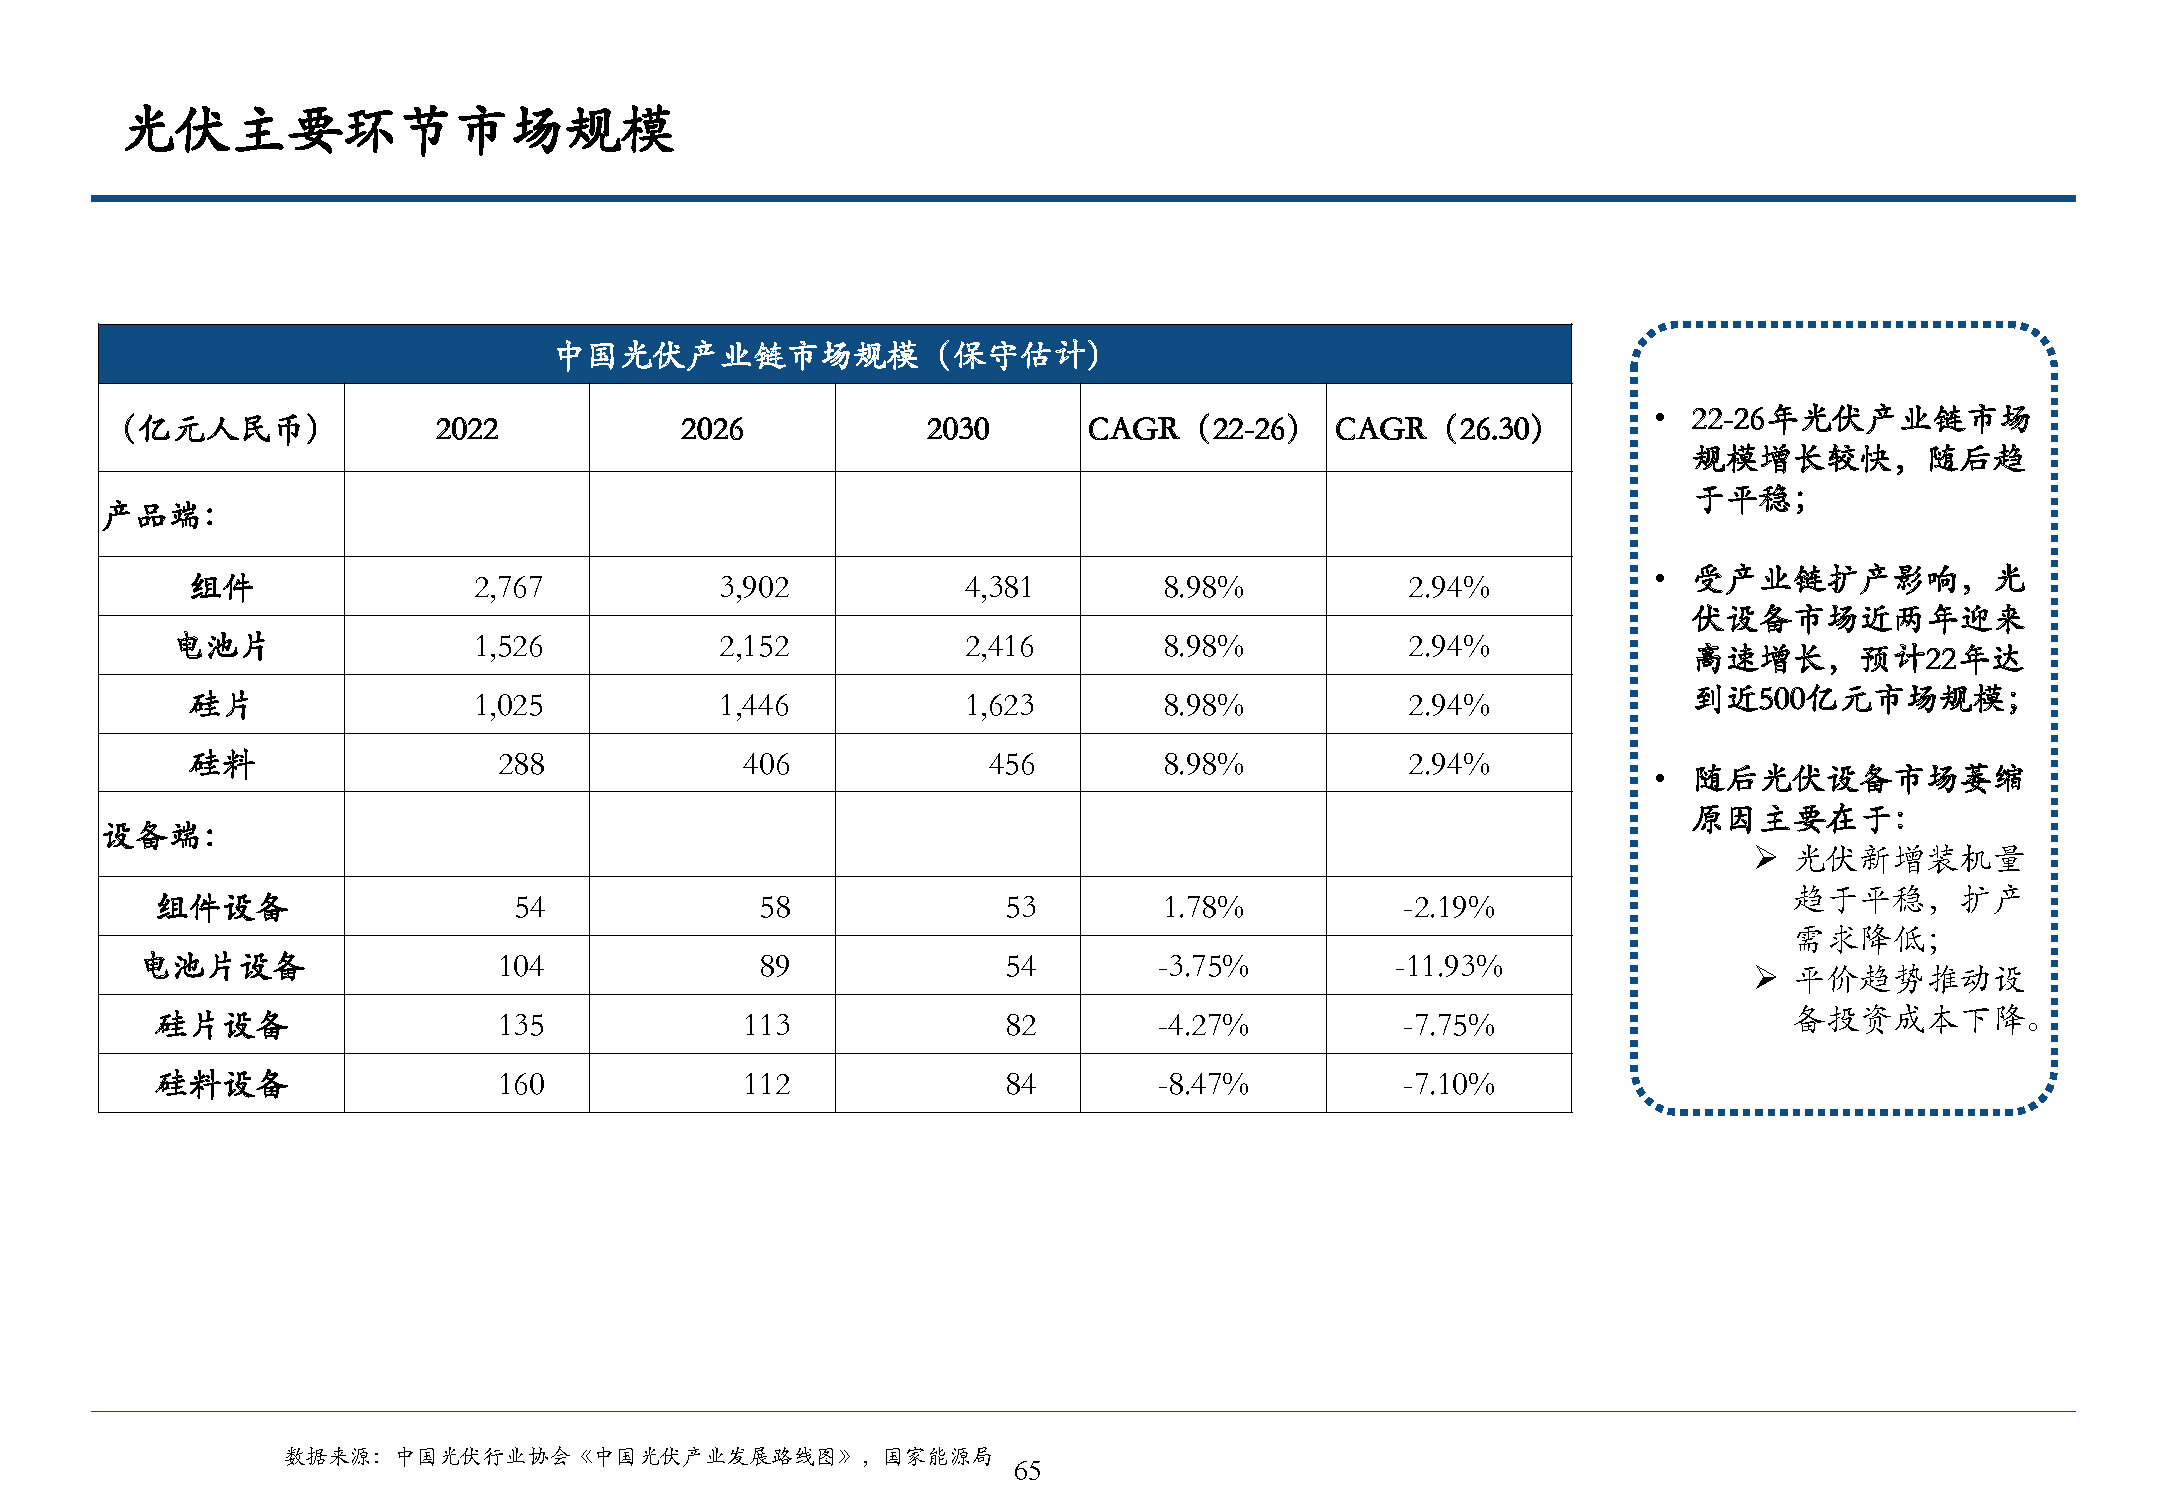 光伏主要环节市场规模
中国光伏产业链市场规模（保守估计）
（亿元人民币） 2022 2026 2030 CAGR（22-26） CAGR（26.30）
产品端：
组件 2,767 3,902 4,381 8.98% 2.94%
电池片 1,526 2,152 2,416 8.98% 2.94%
硅片 1,025 1,446 1,623 8.98% 2.94%
硅料 288 406 456 8.98% 2.94%
设备端：
组件设备 54 58 53 1.78% -2.19%
电池片设备 104 89 54 -3.75% -11.93%
硅片设备 135 113 82 -4.27% -7.75%
硅料设备 160 112 84 -8.47% -7.10%
• 22-26年光伏产业链市场
规模增长较快，随后趋
于平稳；
• 受产业链扩产影响，光
伏设备市场近两年迎来
高速增长，预计22年达
到近500亿元市场规模；
• 随后光伏设备市场萎缩
原因主要在于：
➢ 光伏新增装机量
趋于平稳，扩产
需求降低；
➢ 平价趋势推动设
备投资成本下降。
数据来源：中国光伏行业协会《中国光伏产业发展路线图》，国家能源局
65